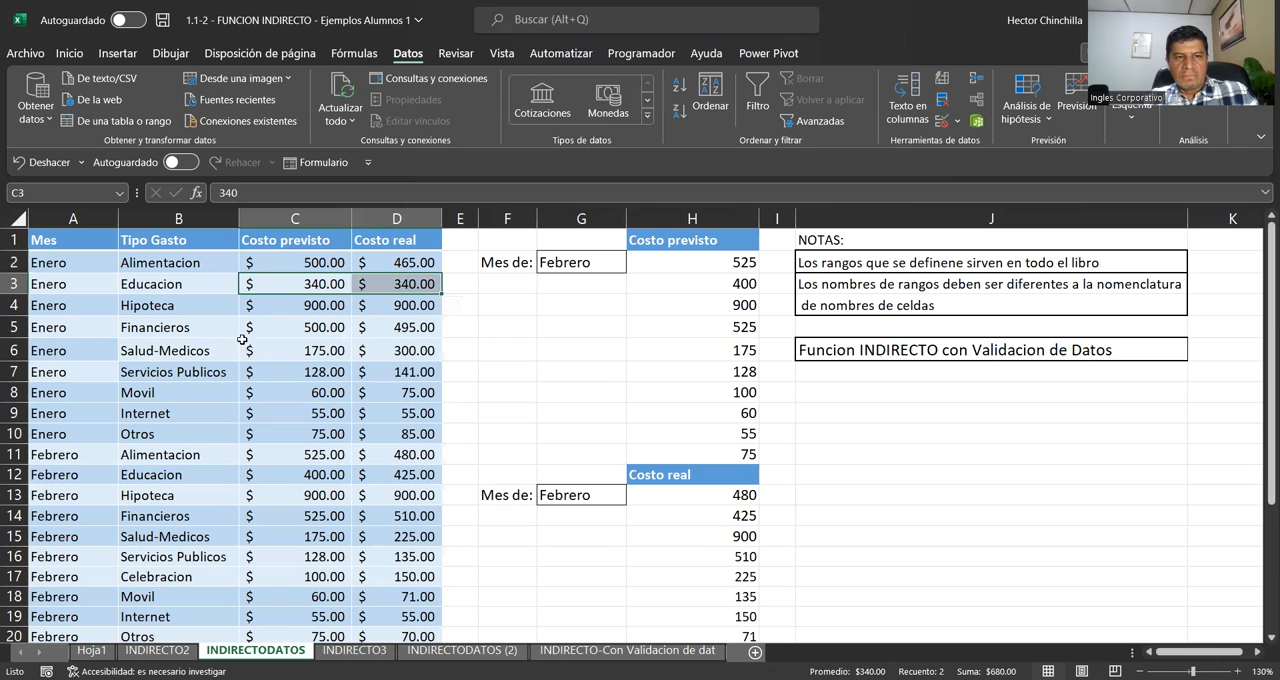 Autoguardado
1.1-2 - FUNCION INDIRECTO - Ejemplos Alumnos 1
Buscar (Alt+Q)
Hector Chinchilla
Archivo Inicio Insertar Dibujar Disposición de página Fórmulas Datos Revisar Vista Automatizar Programador Ayuda Power Pivot
Obtener datos
De texto/CSV
De la web
De una tabla o rango
Desde una imagen
Fuentes recientes
Conexiones existentes
Obtener y transformar datos
Actualizar todo
Consultas y conexiones
Propiedades
Editar vínculos
Consultas y conexiones
Cotizaciones
Monedas
Tipos de datos
Ordenar
Filtro
Borrar
Volver a aplicar
Avanzadas
Ordenar y filtrar
Texto en columnas
Herramientas de datos
Análisis de hipótesis
Previsión
Previsión
Esquema
Análisis
Ingles Corporativo
Deshacer Autoguardado Rehacer Formulario
C3 fx 340
A B C D E F G H I J K
1 Mes Tipo Gasto Costo previsto Costo real Costo previsto NOTAS:
2 Enero Alimentacion $ 500.00 $ 465.00 Mes de: Febrero 525 Los rangos que se definene sirven en todo el libro
3 Enero Educacion $ 340.00 $ 340.00 400 Los nombres de rangos deben ser diferentes a la nomenclatura
4 Enero Hipoteca $ 900.00 $ 900.00 900 de nombres de celdas
5 Enero Financieros $ 500.00 $ 495.00 525
6 Enero Salud-Medicos $ 175.00 $ 300.00 175 Funcion INDIRECTO con Validacion de Datos
7 Enero Servicios Publicos $ 128.00 $ 141.00 128
8 Enero Movil $ 60.00 $ 75.00 100
9 Enero Internet $ 55.00 $ 55.00 60
10 Enero Otros $ 75.00 $ 85.00 55
11 Febrero Alimentacion $ 525.00 $ 480.00 75
12 Febrero Educacion $ 400.00 $ 425.00 Costo real
13 Febrero Hipoteca $ 900.00 $ 900.00 Mes de: Febrero 480
14 Febrero Financieros $ 525.00 $ 510.00 425
15 Febrero Salud-Medicos $ 175.00 $ 225.00 900
16 Febrero Servicios Publicos $ 128.00 $ 135.00 510
17 Febrero Celebracion $ 100.00 $ 150.00 225
18 Febrero Movil $ 60.00 $ 71.00 135
19 Febrero Internet $ 55.00 $ 55.00 150
20 Febrero Otros $ 75.00 $ 70.00 71
Hoja1 INDIRECTO2 INDIRECTODATOS INDIRECTO3 INDIRECTODATOS (2) INDIRECTO-Con Validacion de dat
Listo Accesibilidad: es necesario investigar Promedio: $340.00 Recuento: 2 Suma: $680.00 130%